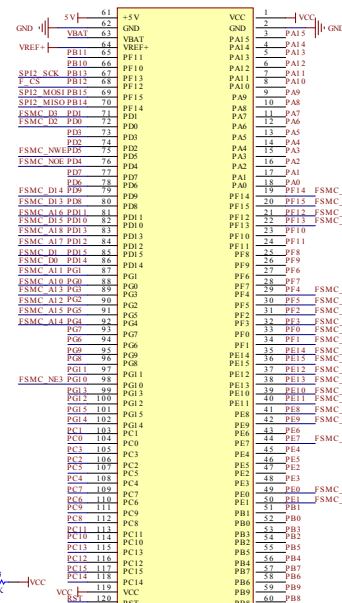 5V 61 +5V VCC 1 VCC
GND 62 GND GND 2 GND
VBAT 63 VBAT PA15 3 PA15
VREF+ 64 VREF+ PA14 4 PA14
PB11 65 PF11 PA13 5 PA13
PB10 66 PF10 PA12 6 PA12
SPI2_SCK PB13 67 PF13 PA11 7 PA11
F_CS PB12 68 PF12 PA10 8 PA10
SPI2_MOSI PB15 69 PF15 PA9 9 PA9
SPI2_MISO PB14 70 PF14 PA8 10 PA8
FSMC_D3 PD1 71 PD1 PA7 11 PA7
FSMC_D2 PD0 72 PD0 PA6 12 PA6
PD3 73 PD3 PA5 13 PA5
PD2 74 PD2 PA4 14 PA4
FSMC_NWE PD5 75 PD5 PA3 15 PA3
FSMC_NOE PD4 76 PD4 PA2 16 PA2
PD7 77 PD7 PA1 17 PA1
PD6 78 PD6 PA0 18 PA0
FSMC_D14 PD9 79 PD9 PF14 19 PF14 FSMC_
FSMC_D13 PD8 80 PD8 PF15 20 PF15 FSMC_
FSMC_A16 PD11 81 PD11 PF12 21 PF12 FSMC_
FSMC_D15 PD10 82 PD10 PF13 22 PF13 FSMC_
FSMC_A18 PD13 83 PD13 PF10 23 PF10
FSMC_A17 PD12 84 PD12 PF11 24 PF11
FSMC_D1 PD15 85 PD15 PF8 25 PF8
FSMC_D0 PD14 86 PD14 PF9 26 PF9
FSMC_A11 PG1 87 PG1 PF6 27 PF6
FSMC_A10 PG0 88 PG0 PF7 28 PF7
FSMC_A13 PG3 89 PG3 PF4 29 PF4 FSMC_
FSMC_A12 PG2 90 PG2 PF5 30 PF5 FSMC_
FSMC_A15 PG5 91 PG5 PF2 31 PF2 FSMC_
FSMC_A14 PG4 92 PG4 PF3 32 PF3 FSMC_
PG7 93 PG7 PF0 33 PF0 FSMC_
PG6 94 PG6 PF1 34 PF1 FSMC_
PG9 95 PG9 PE14 35 PE14 FSMC_
PG8 96 PG8 PE15 36 PE15 FSMC_
PG11 97 PG11 PE12 37 PE12 FSMC_
FSMC_NE3 PG10 98 PG10 PE13 38 PE13 FSMC_
PG13 99 PG13 PE10 39 PE10 FSMC_
PG12 100 PG12 PE11 40 PE11 FSMC_
PG15 101 PG15 PE8 41 PE8 FSMC_
PG14 102 PG14 PE9 42 PE9 FSMC_
PC1 103 PC1 PE6 43 PE6
PC0 104 PC0 PE7 44 PE7 FSMC_
PC3 105 PC3 PE4 45 PE4
PC2 106 PC2 PE5 46 PE5
PC5 107 PC5 PE2 47 PE2
PC4 108 PC4 PE3 48 PE3
PC7 109 PC7 PE0 49 PE0 FSMC_
PC6 110 PC6 PE1 50 PE1 FSMC_
PC9 111 PC9 PB1 51 PB1
PC8 112 PC8 PB0 52 PB0
PC11 113 PC11 PB3 53 PB3
PC10 114 PC10 PB2 54 PB2
PC13 115 PC13 PB5 55 PB5
PC12 116 PC12 PB4 56 PB4
PC15 117 PC15 PB7 57 PB7
VCC PC14 118 PC14 PB6 58 PB6
VCC 119 VCC PB9 59 PB9
RST 120 RST PB8 60 PB8